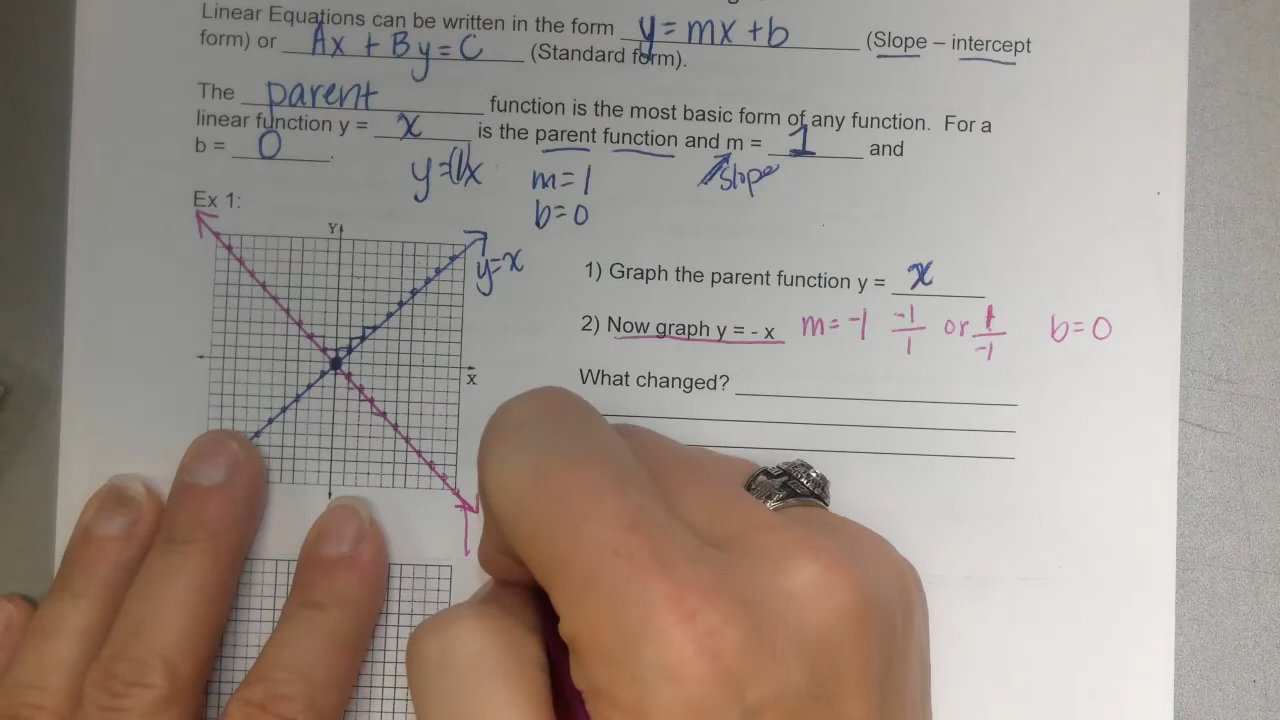 Linear Equations can be written in the form y = mx + b (Slope – intercept
form) or Ax + By = C (Standard form).
The parent function is the most basic form of any function. For a
linear function y = x is the parent function and m = 1 and
b = 0.
y=1x m=1 slope
b=0
Ex 1:
Y
y=x
1) Graph the parent function y = x
2) Now graph y = - x m=-1 -1/1 or 1/-1 b=0
X
What changed?